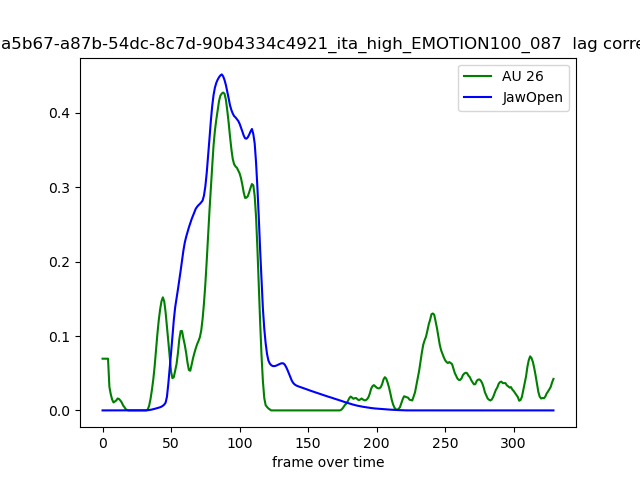 a5b67-a87b-54dc-8c7d-90b4334c4921_ita_high_EMOTION100_087 lag corre
AU 26
JawOpen
0.4
0.3
0.2
0.1
0.0
0 50 100 150 200 250 300
frame over time